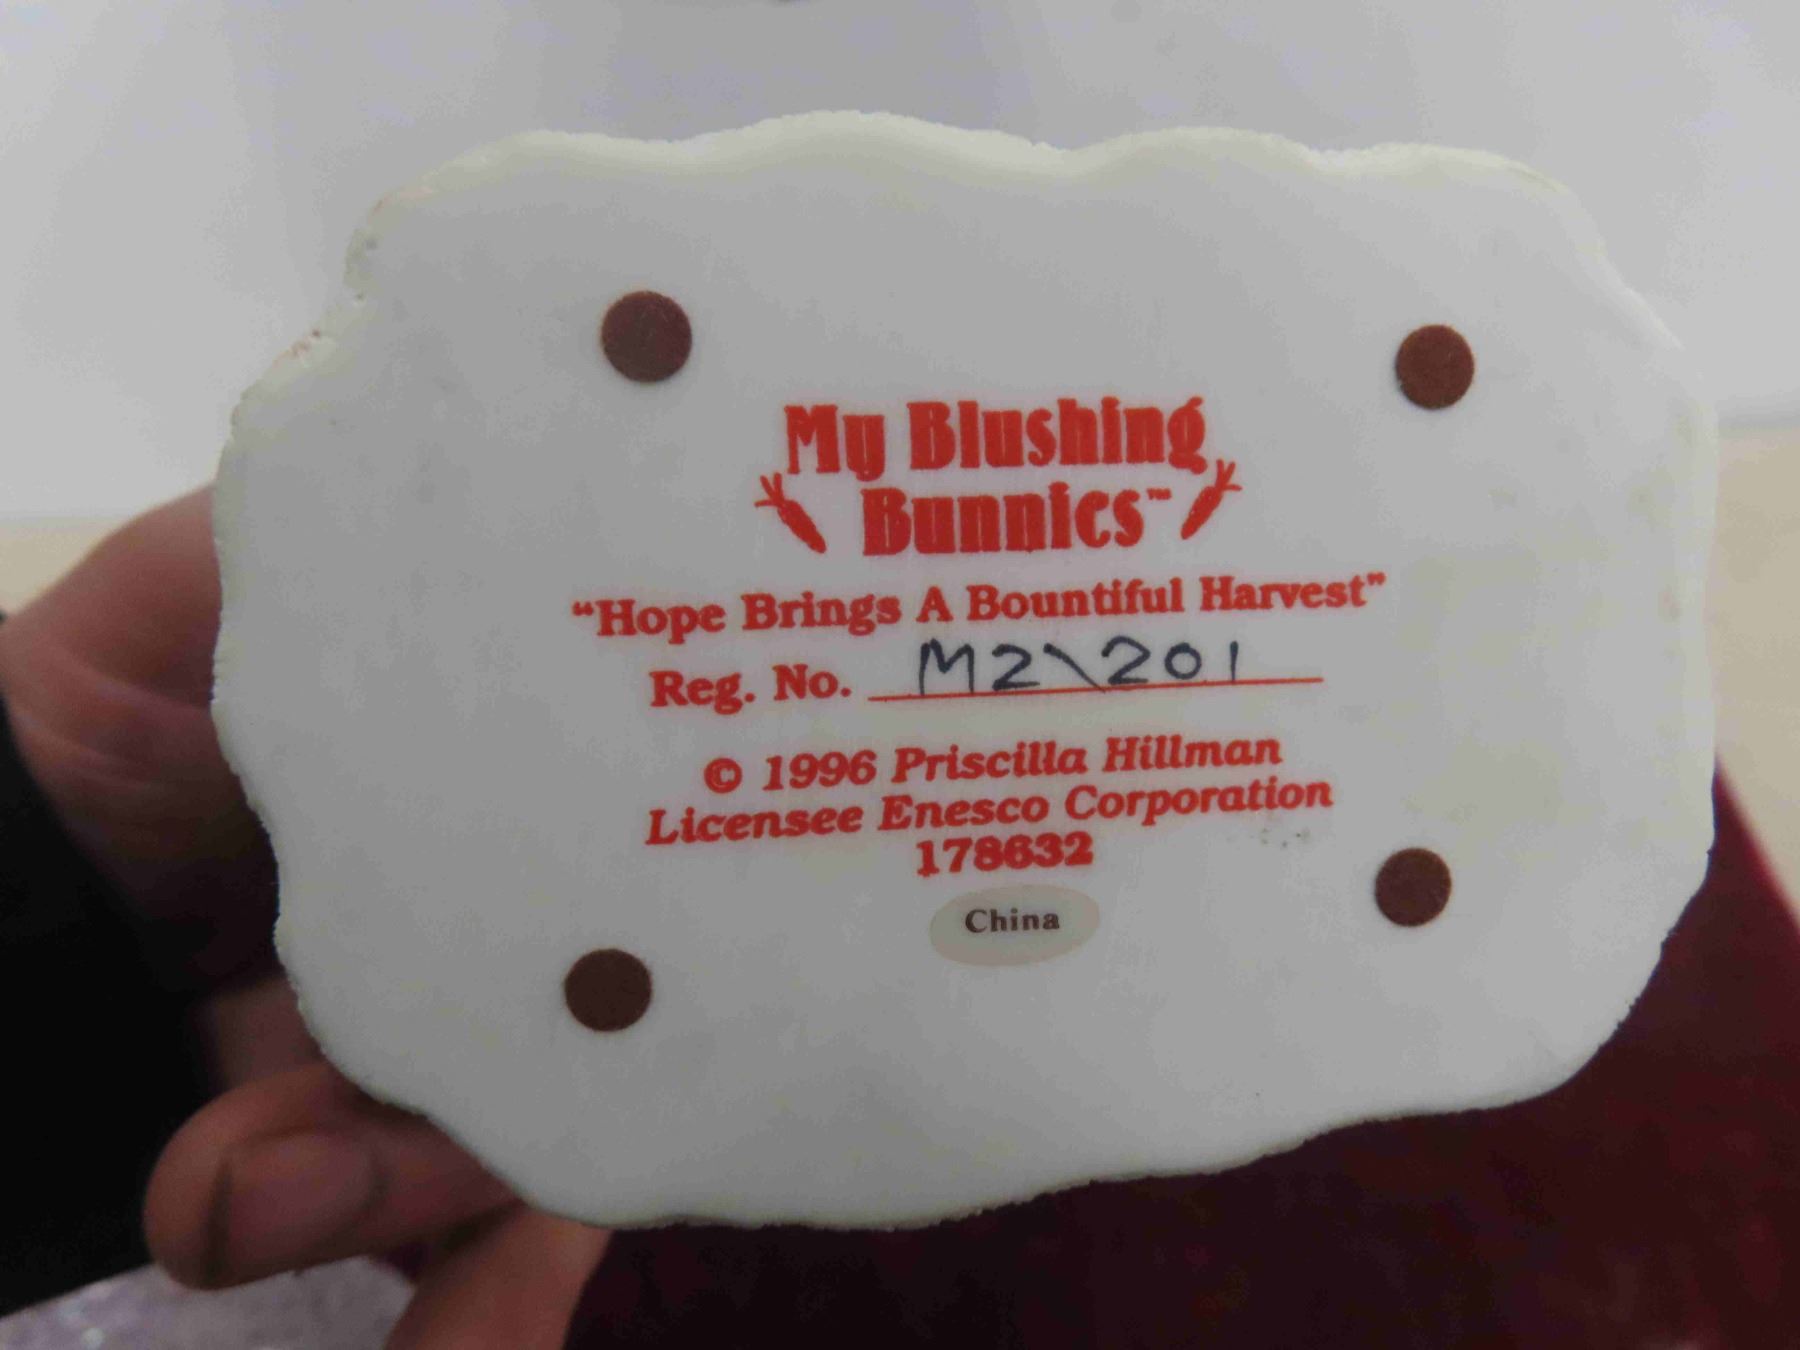 My Blushing
Bunnies™
“Hope Brings A Bountiful Harvest”
Reg. No. M2\201
© 1996 Priscilla Hillman
Licensee Enesco Corporation
178632
China